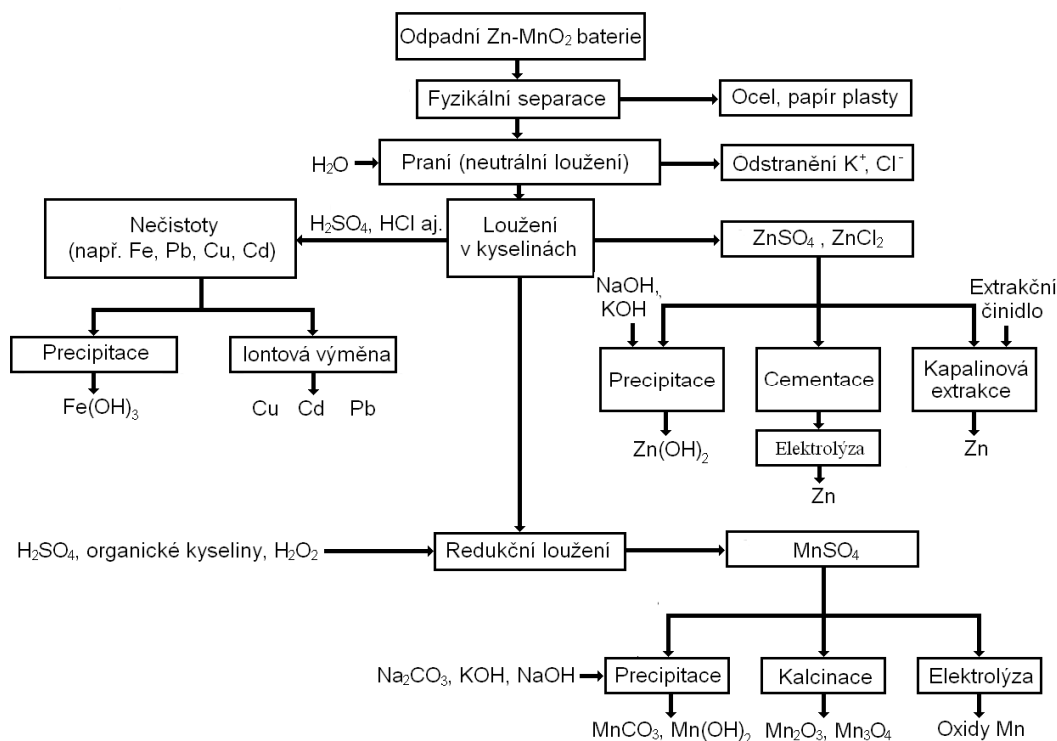 Odpadní Zn-MnO₂ baterie
Fyzikální separace
Ocel, papír plasty
H₂O
Praní (neutrální loužení)
Odstranění K⁺, Cl⁻
Nečistoty
(např. Fe, Pb, Cu, Cd)
H₂SO₄, HCl aj.
Loužení
v kyselinách
ZnSO₄ , ZnCl₂
NaOH,
KOH
Extrakční
činidlo
Precipitace
Iontová výměna
Precipitace
Cementace
Kapalinová
extrakce
Fe(OH)₃
Cu Cd Pb
Zn(OH)₂
Elektrolýza
Zn
Zn
H₂SO₄, organické kyseliny, H₂O₂
Redukční loužení
MnSO₄
Na₂CO₃, KOH, NaOH
Precipitace
Kalcinace
Elektrolýza
MnCO₃, Mn(OH)₂
Mn₂O₃, Mn₃O₄
Oxidy Mn